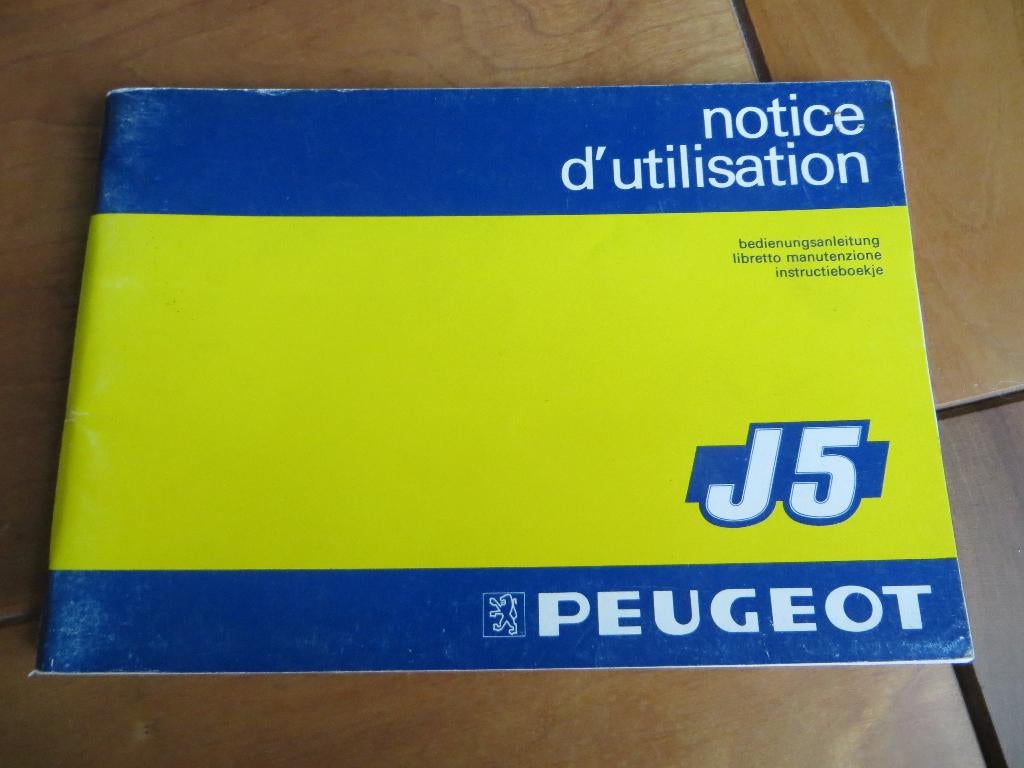 notice
d'utilisation
bedienungsanleitung
libretto manutenzione
instructieboekje
J5
PEUGEOT